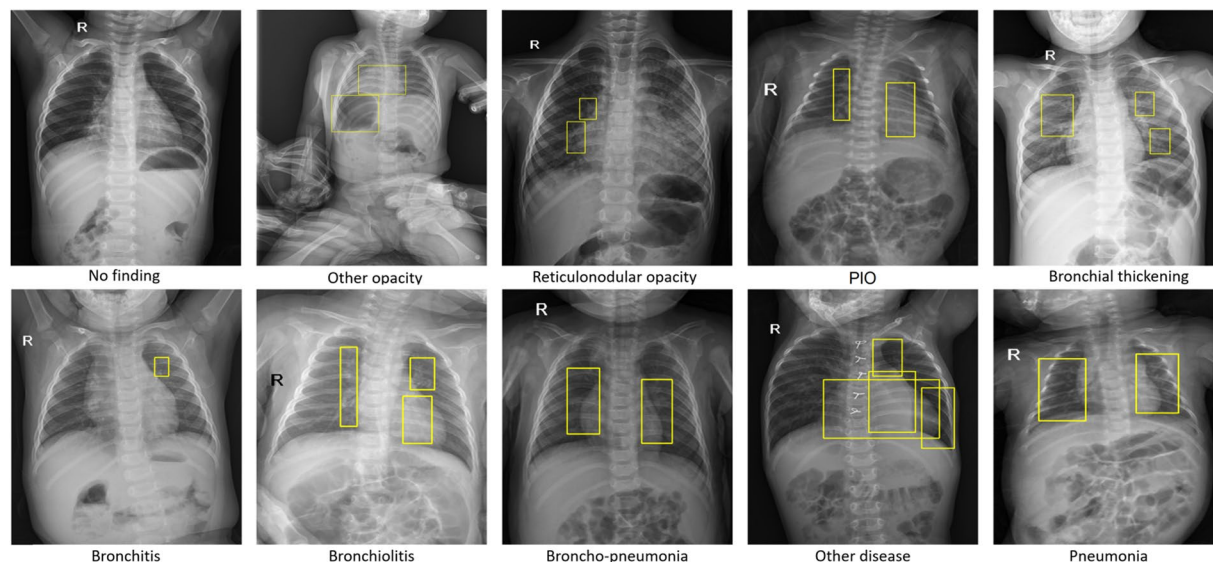 R
R
R
R
No finding
Other opacity
Reticulonodular opacity
PIO
Bronchial thickening
R
R
R
R
R
Bronchitis
Bronchiolitis
Broncho-pneumonia
Other disease
Pneumonia